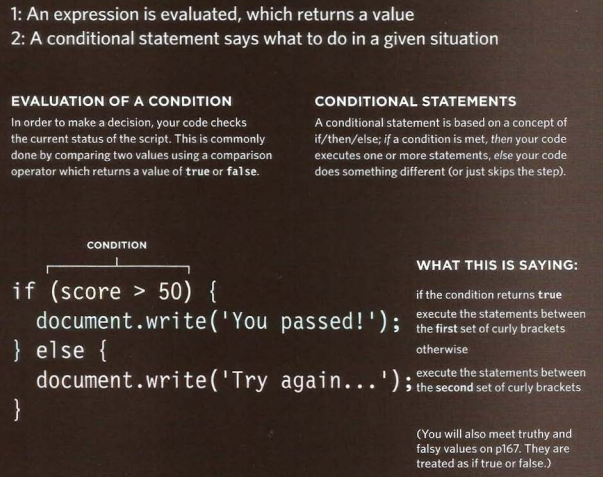 1: An expression is evaluated, which returns a value
2: A conditional statement says what to do in a given situation
EVALUATION OF A CONDITION
In order to make a decision, your code checks
the current status of the script. This is commonly
done by comparing two values using a comparison
operator which returns a value of true or false.
CONDITIONAL STATEMENTS
A conditional statement is based on a concept of
if/then/else; if a condition is met, then your code
executes one or more statements, else your code
does something different (or just skips the step).
CONDITION
if (score > 50) {
document.write('You passed!');
} else {
document.write('Try again...');
}
WHAT THIS IS SAYING:
if the condition returns true
execute the statements between
the first set of curly brackets
otherwise
execute the statements between
the second set of curly brackets
(You will also meet truthy and
falsy values on p167. They are
treated as if true or false.)